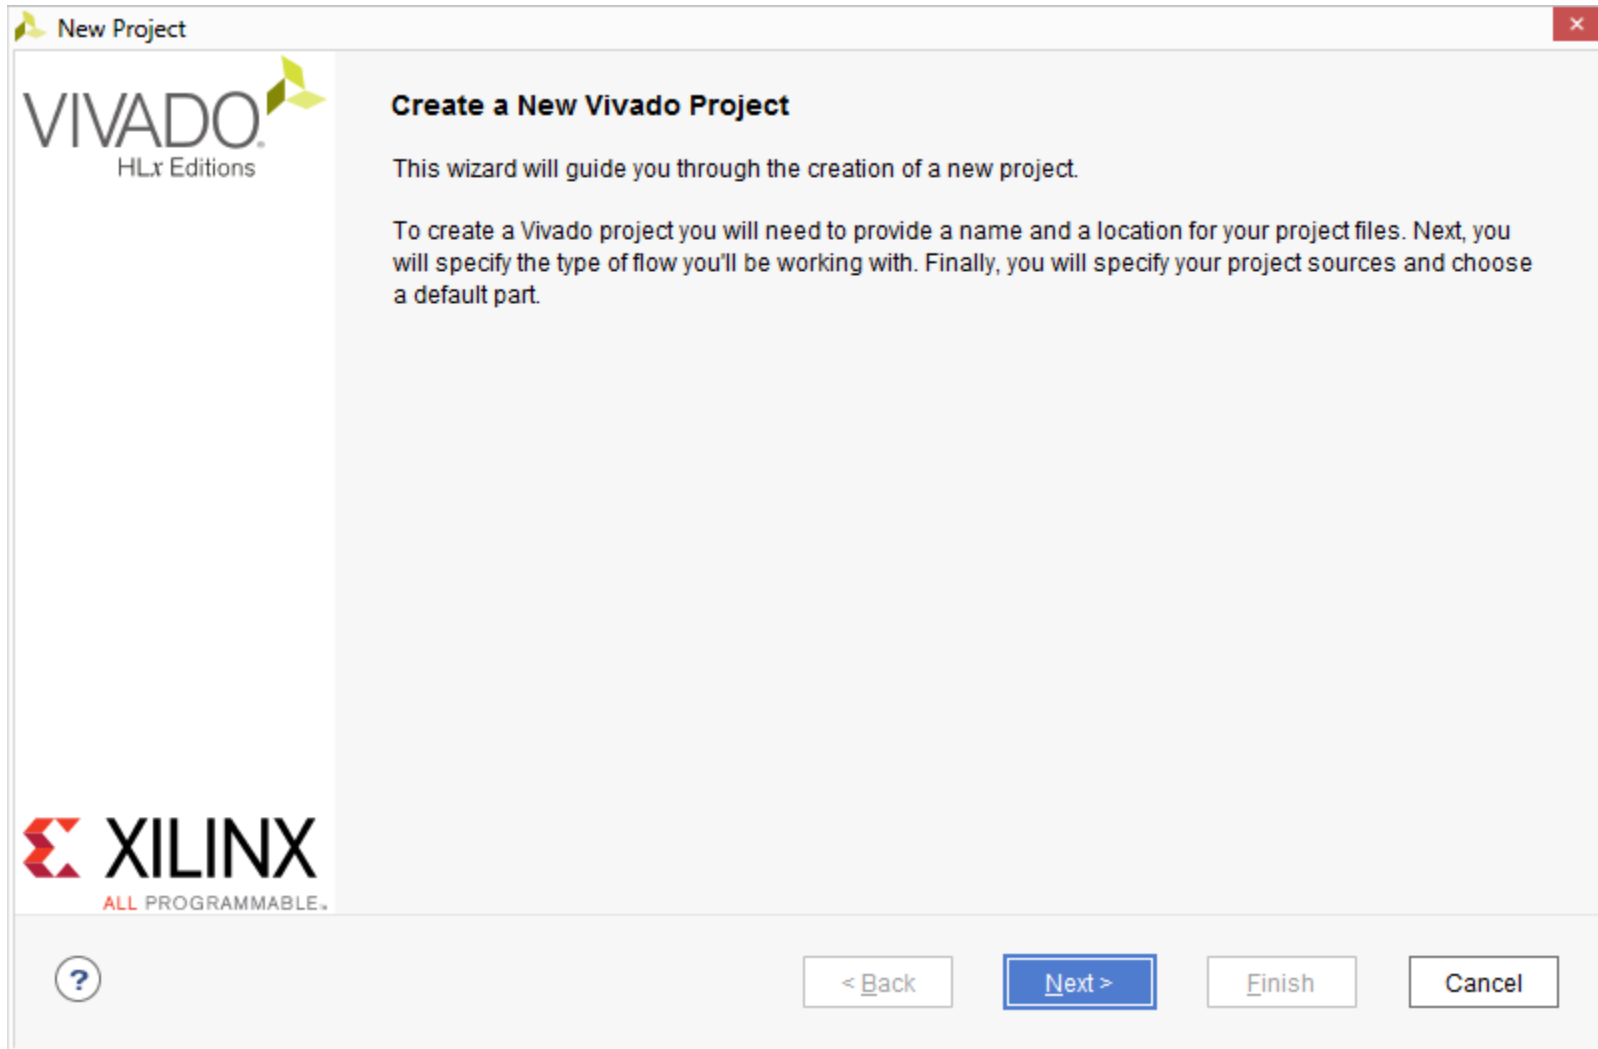 New Project
VIVADO
HLx Editions
Create a New Vivado Project
This wizard will guide you through the creation of a new project.
To create a Vivado project you will need to provide a name and a location for your project files. Next, you
will specify the type of flow you'll be working with. Finally, you will specify your project sources and choose
a default part.
XILINX
ALL PROGRAMMABLE™
?
< Back
Next >
Finish
Cancel